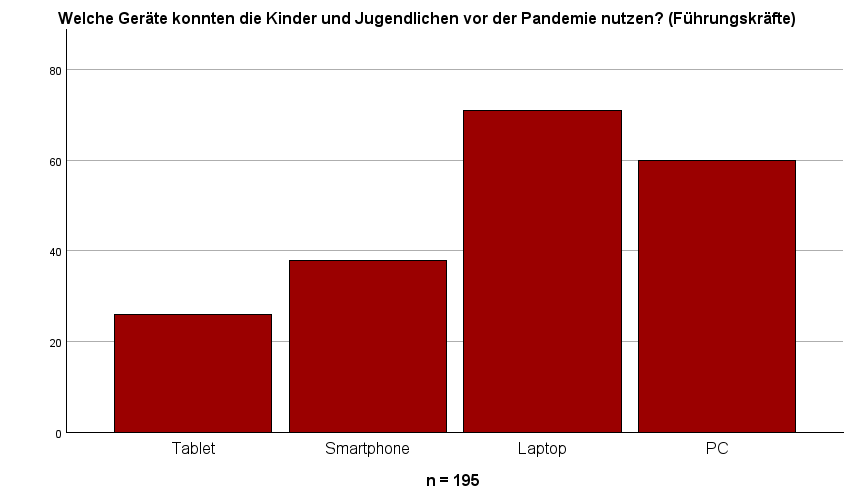 Welche Geräte konnten die Kinder und Jugendlichen vor der Pandemie nutzen? (Führungskräfte)
80
60
40
20
0
Tablet Smartphone Laptop PC
n = 195